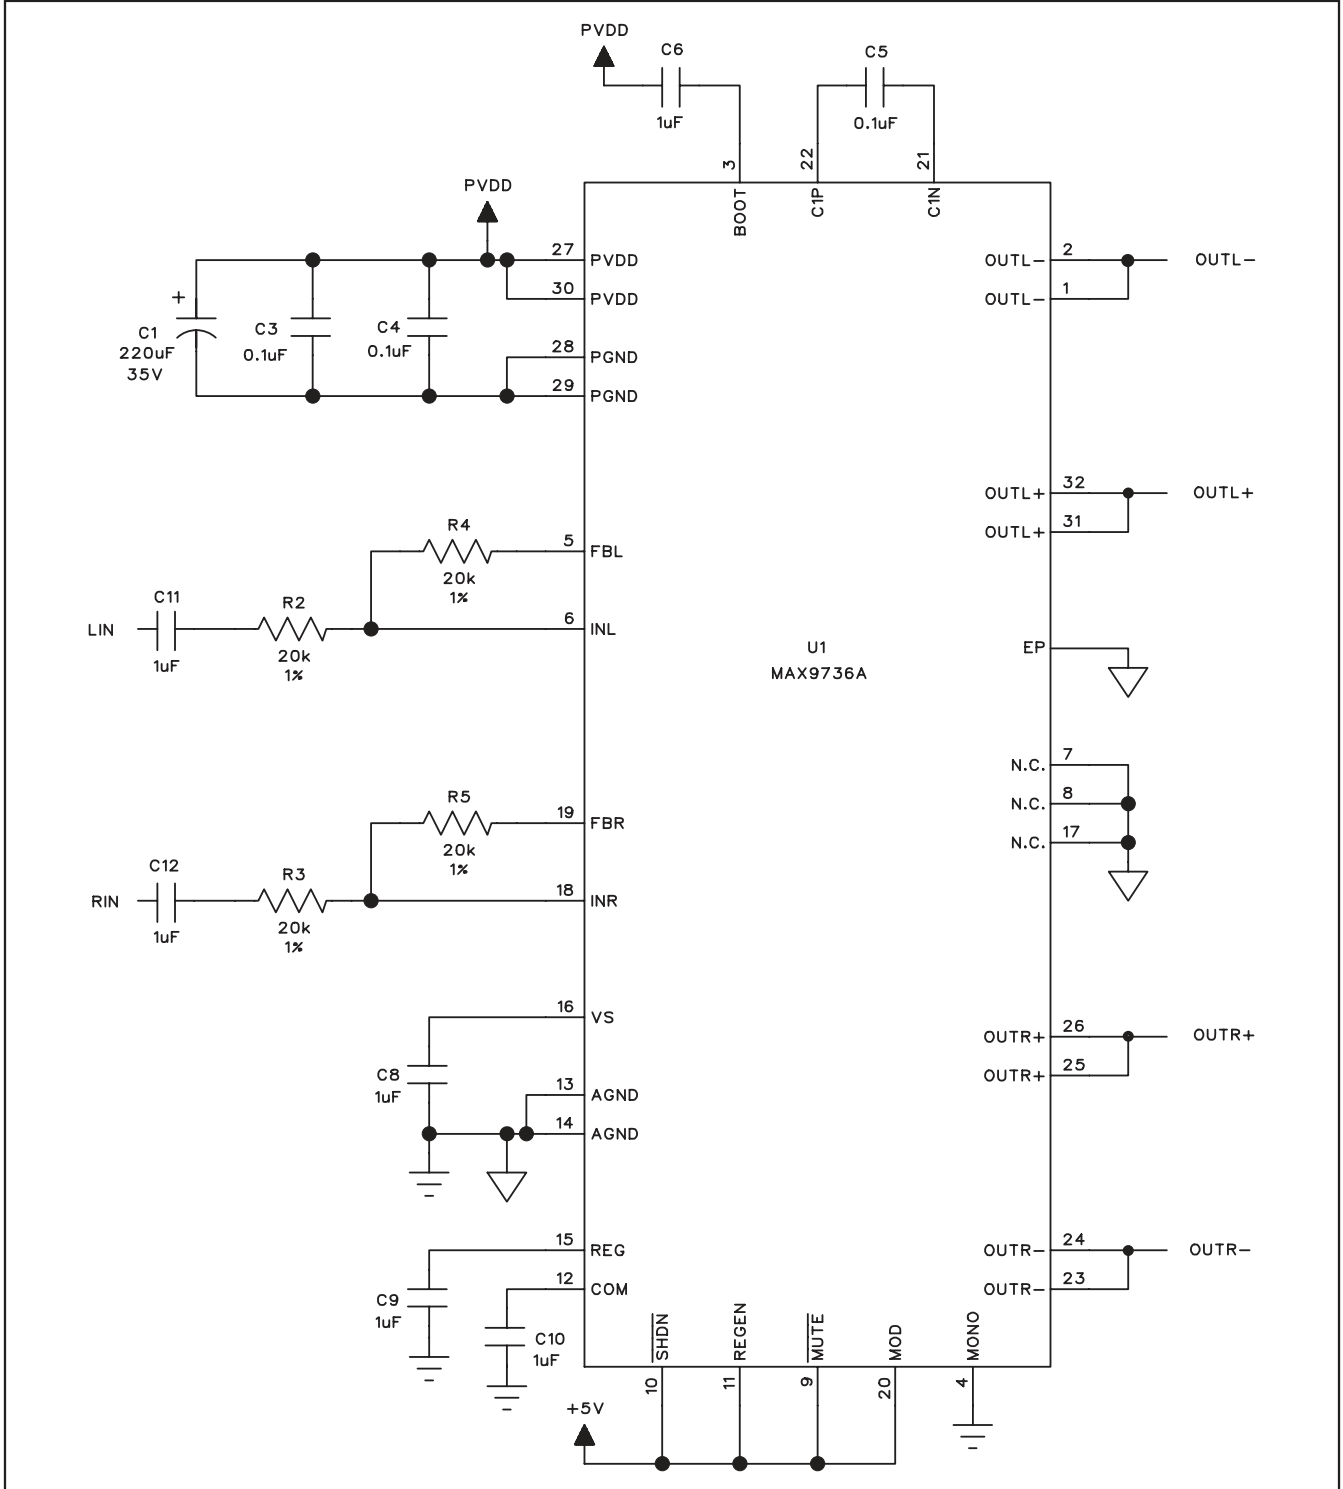 PVDD
C6
1uF
C5
0.1uF
3
22
21
BOOT
C1P
C1N
PVDD
27
PVDD
30
PVDD
28
PGND
29
PGND
+
C1
220uF
35V
C3
0.1uF
C4
0.1uF
OUTL-
2
OUTL-
OUTL-
1
OUTL+
32
OUTL+
OUTL+
31
R4
20k
1%
5
FBL
C11
LIN
1uF
R2
20k
1%
6
INL
U1
MAX9736A
EP
N.C.
7
N.C.
8
N.C.
17
R5
20k
1%
19
FBR
C12
RIN
1uF
R3
20k
1%
18
INR
16
VS
C8
1uF
13
AGND
14
AGND
OUTR+
26
OUTR+
OUTR+
25
15
REG
12
COM
C9
1uF
C10
1uF
OUTR-
24
OUTR-
OUTR-
23
SHDN
REGEN
MUTE
MOD
MONO
10
11
9
20
4
+5V